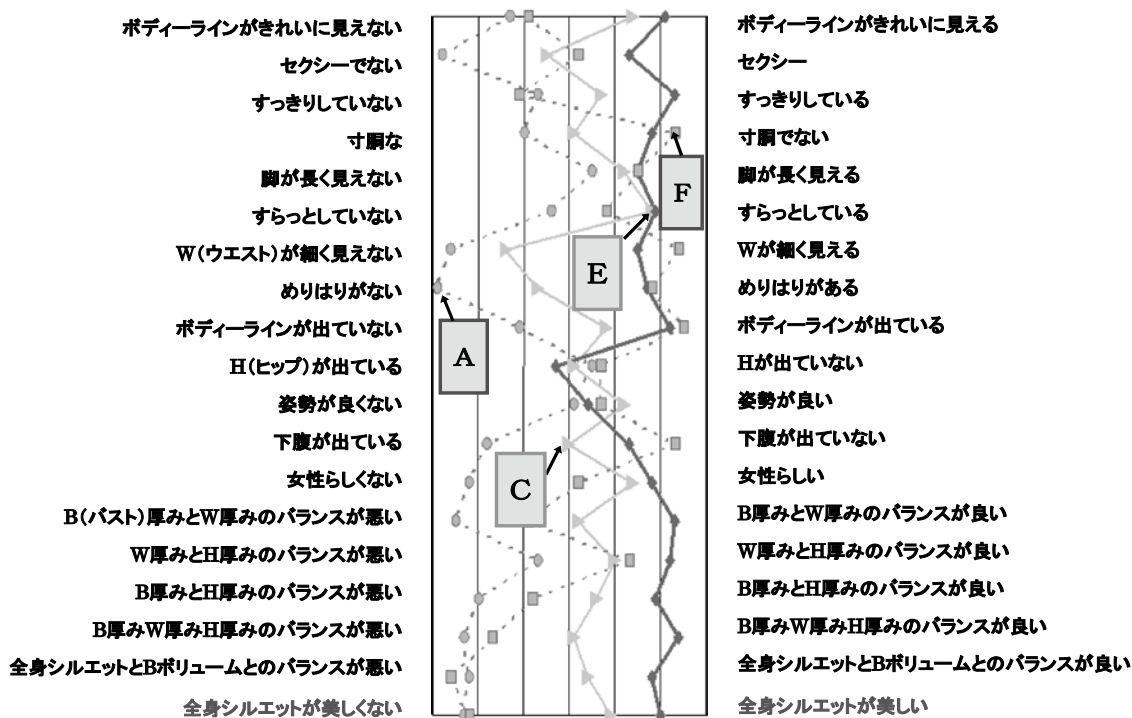 ボディーラインがきれいに見えない ボディーラインがきれいに見える
セクシーでない セクシー
すっきりしていない すっきりしている
寸胴な 寸胴でない
脚が長く見えない 脚が長く見える
F
すらっとしていない すらっとしている
W(ウエスト)が細く見えない Wが細く見える
E
めりはりがない めりはりがある
ボディーラインが出ていない ボディーラインが出ている
A
H(ヒップ)が出ている Hが出ていない
姿勢が良くない 姿勢が良い
下腹が出ている 下腹が出ていない
女性らしくない 女性らしい
C
B(バスト)厚みとW厚みのバランスが悪い B厚みとW厚みのバランスが良い
W厚みとH厚みのバランスが悪い W厚みとH厚みのバランスが良い
B厚みとH厚みのバランスが悪い B厚みとH厚みのバランスが良い
B厚みW厚みH厚みのバランスが悪い B厚みW厚みH厚みのバランスが良い
全身シルエットとBボリュームとのバランスが悪い 全身シルエットとBボリュームとのバランスが良い
全身シルエットが美しくない 全身シルエットが美しい